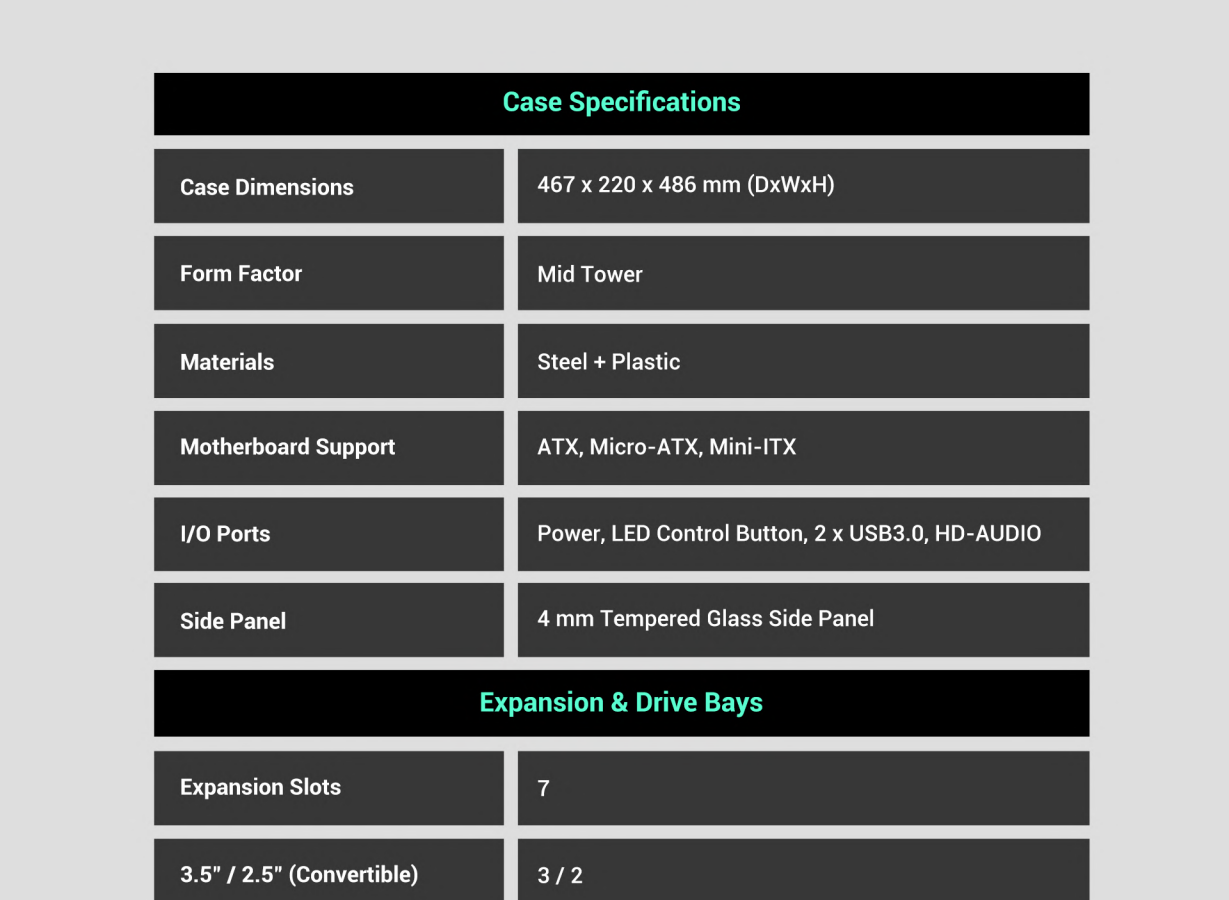 Case Specifications
Case Dimensions
467 x 220 x 486 mm (DxWxH)
Form Factor
Mid Tower
Materials
Steel + Plastic
Motherboard Support
ATX, Micro-ATX, Mini-ITX
I/O Ports
Power, LED Control Button, 2 x USB3.0, HD-AUDIO
Side Panel
4 mm Tempered Glass Side Panel
Expansion & Drive Bays
Expansion Slots
7
3.5" / 2.5" (Convertible)
3 / 2